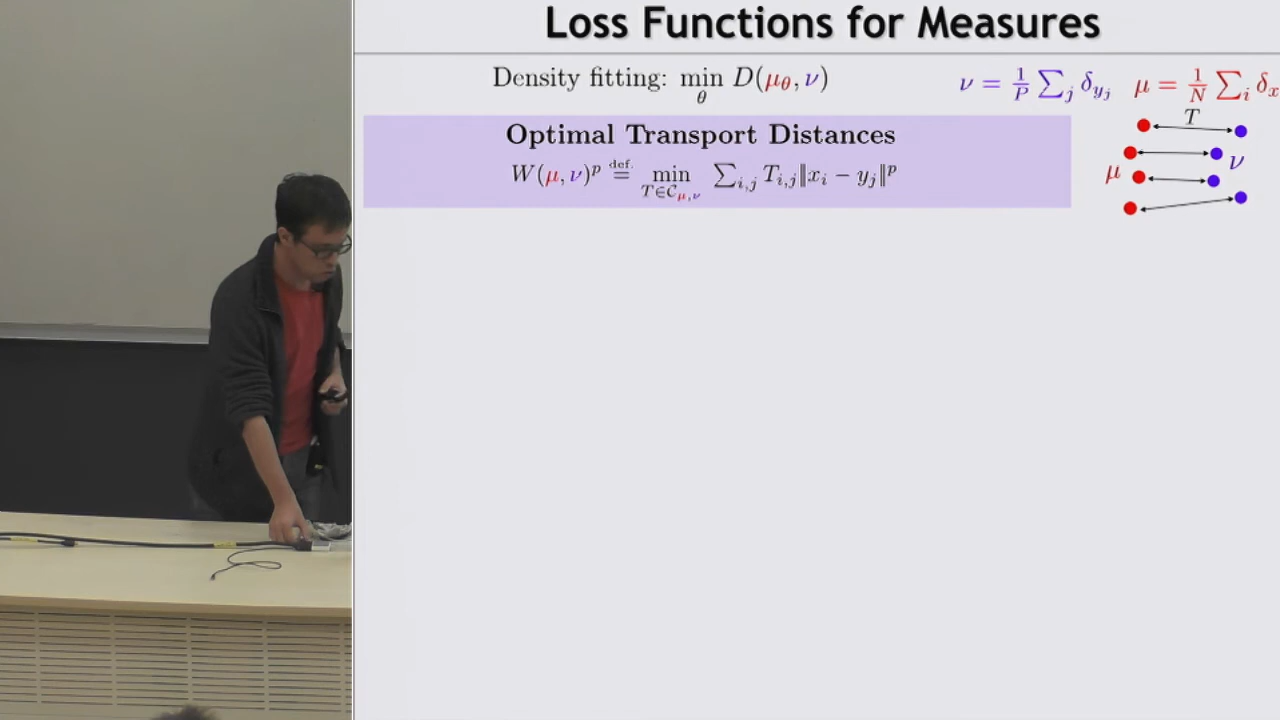 Loss Functions for Measures
Density fitting: min_θ D(μ_θ, ν)
ν = 1/P ∑_j δ_{y_j} μ = 1/N ∑_i δ_x
Optimal Transport Distances
W(μ, ν)^p def.= min_{T∈C_{μ,ν}} ∑_{i,j} T_{i,j} ‖x_i − y_j‖^p
T
μ
ν